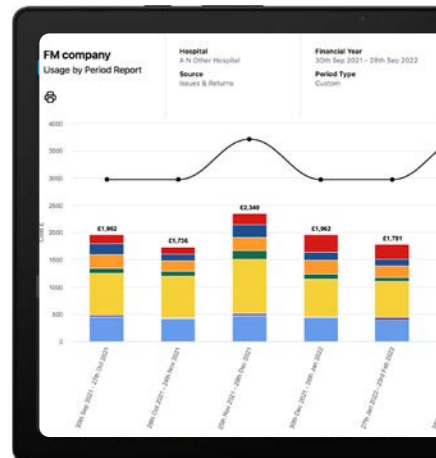 FM company
Usage by Period Report
Hospital
A N Other Hospital
Source
Issues & Returns
Financial Year
30th Sep 2021 - 28th Sep 2022
Period Type
Custom
4000
3500
3000
2500
2000
1500
1000
500
0
£1,962
£1,736
£2,349
£1,962
£1,781
30th Sep 2021 - 27th Oct 2021
28th Oct 2021 - 24th Nov 2021
25th Nov 2021 - 29th Dec 2021
30th Dec 2021 - 26th Jan 2022
27th Jan 2022 - 23rd Feb 2022